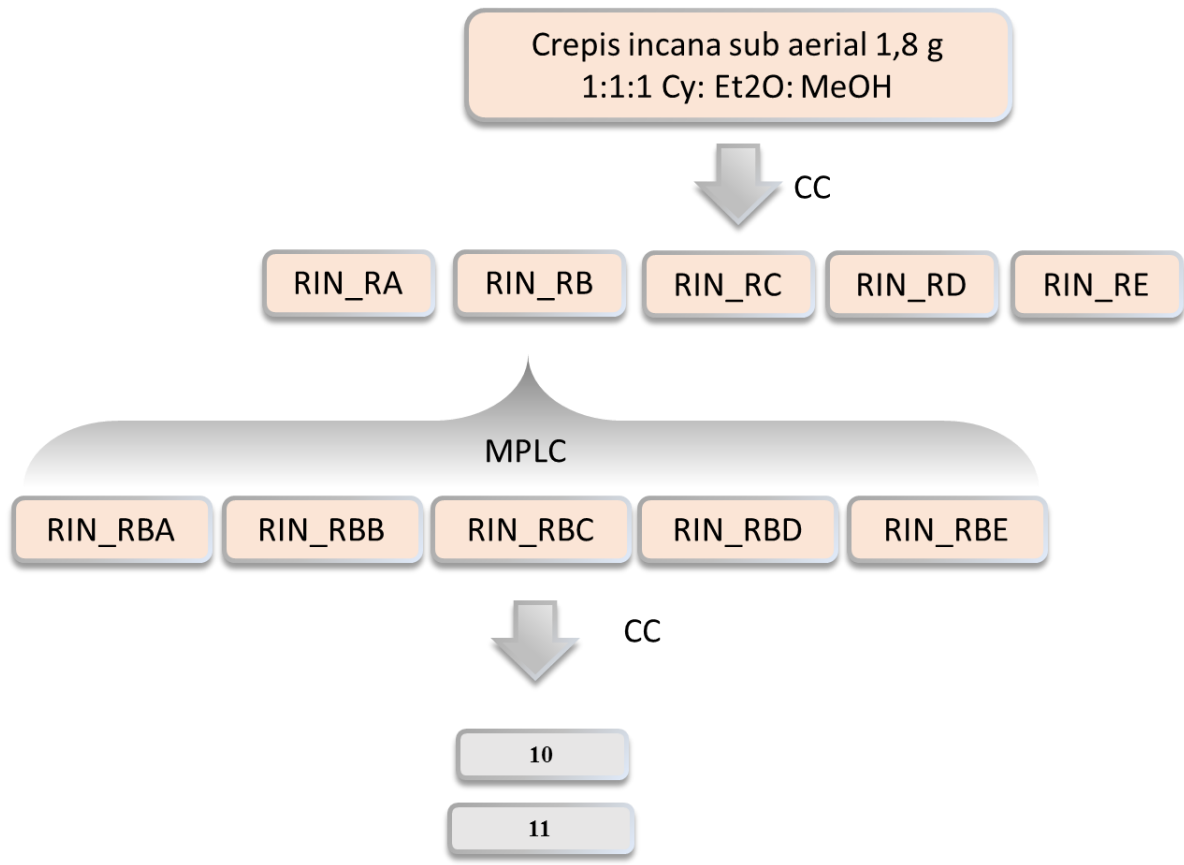 Crepis incana sub aerial 1,8 g
1:1:1 Cy: Et2O: MeOH
CC
RIN_RA
RIN_RB
RIN_RC
RIN_RD
RIN_RE
MPLC
RIN_RBA
RIN_RBB
RIN_RBC
RIN_RBD
RIN_RBE
CC
10
11